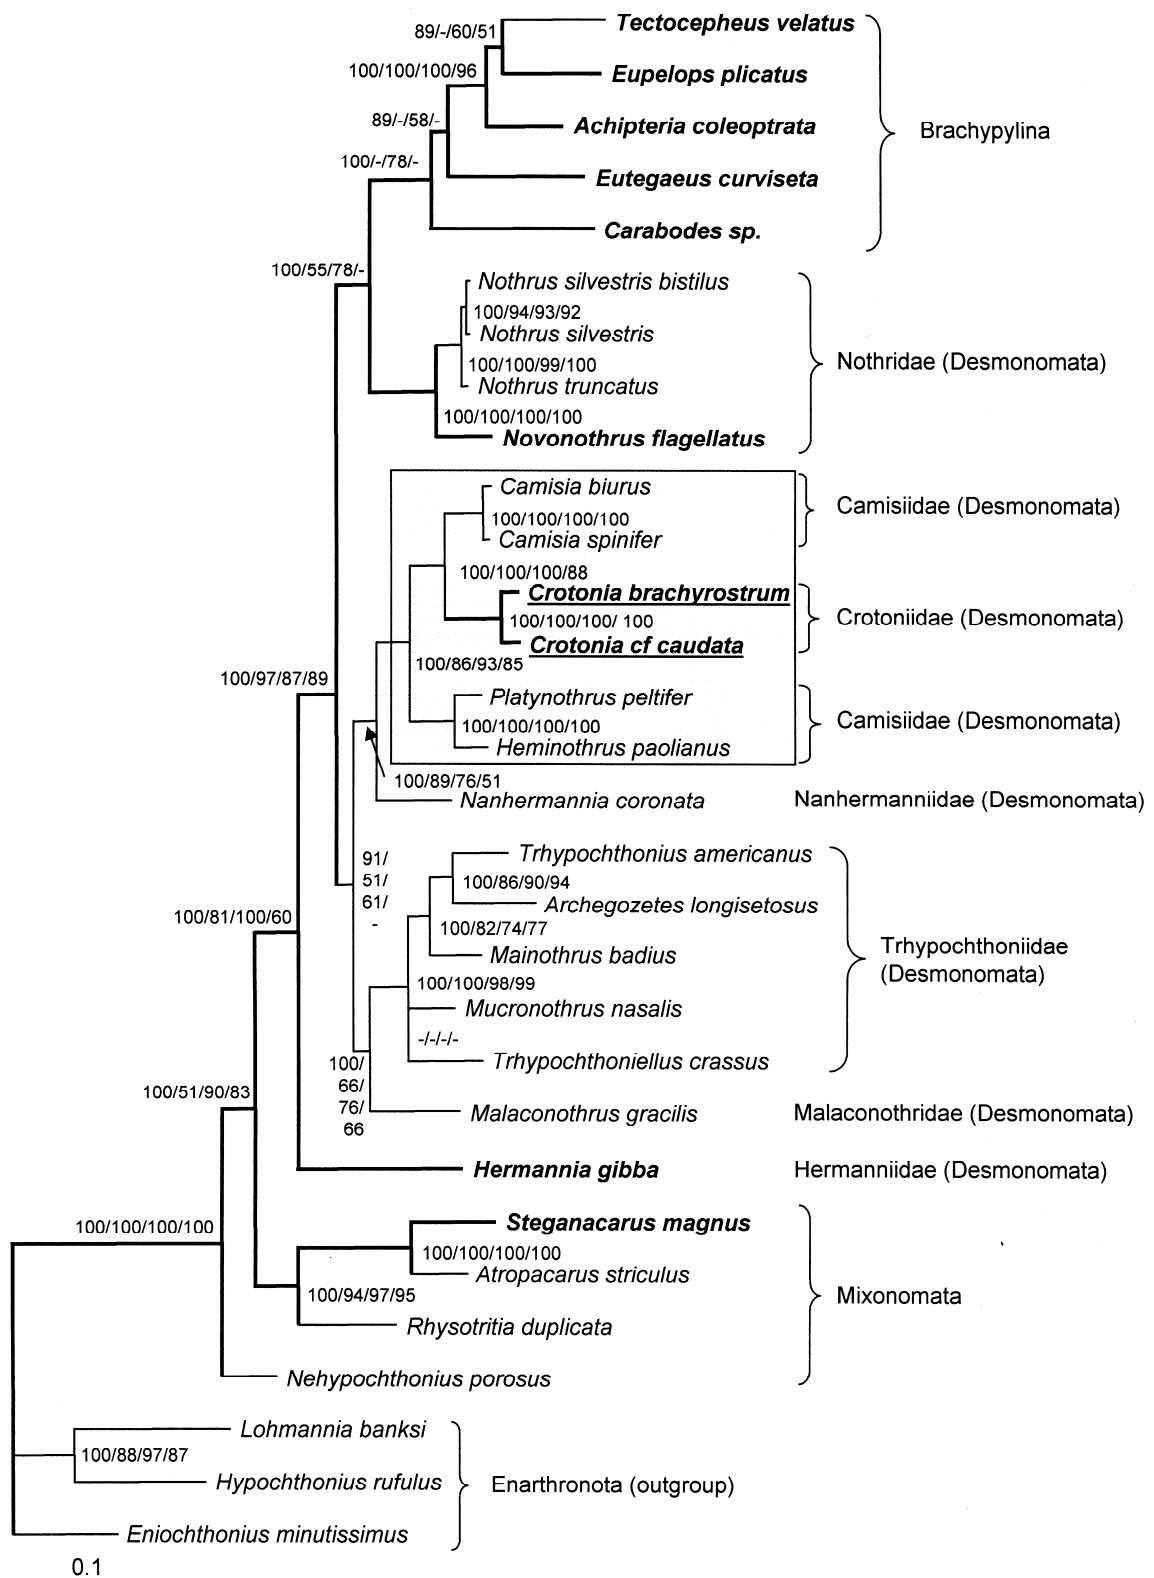 89/-/60/51
Tectocepheus velatus
100/100/100/96
Eupelops plicatus
89/-/58/-
Achipteria coleoptrata
Brachypylina
100/-/78/-
Eutegaeus curviseta
Carabodes sp.
100/55/78/-
Nothrus silvestris bistilus
100/94/93/92
Nothrus silvestris
100/100/99/100
Nothridae (Desmonomata)
Nothrus truncatus
100/100/100/100
Novonothrus flagellatus
Camisia biurus
100/100/100/100
Camisiidae (Desmonomata)
Camisia spinifer
100/100/100/88
Crotonia brachyrostrum
100/100/100/ 100
Crotoniidae (Desmonomata)
Crotonia cf caudata
100/86/93/85
100/97/87/89
Platynothrus peltifer
100/100/100/100
Camisiidae (Desmonomata)
Heminothrus paolianus
100/89/76/51
Nanhermannia coronata
Nanhermanniidae (Desmonomata)
91/
51/
61/
-
Trhypochthonius americanus
100/86/90/94
Archegozetes longisetosus
100/81/100/60
100/82/74/77
Mainothrus badius
Trhypochthoniidae
(Desmonomata)
100/100/98/99
Mucronothrus nasalis
-/-/-/-
Trhypochthoniellus crassus
100/
66/
76/
66
100/51/90/83
Malaconothrus gracilis
Malaconothridae (Desmonomata)
Hermannia gibba
Hermanniidae (Desmonomata)
100/100/100/100
Steganacarus magnus
100/100/100/100
Atropacarus striculus
100/94/97/95
Mixonomata
Rhysotritia duplicata
Nehypochthonius porosus
Lohmannia banksi
100/88/97/87
Hypochthonius rufulus
Enarthronota (outgroup)
Eniochthonius minutissimus
0.1